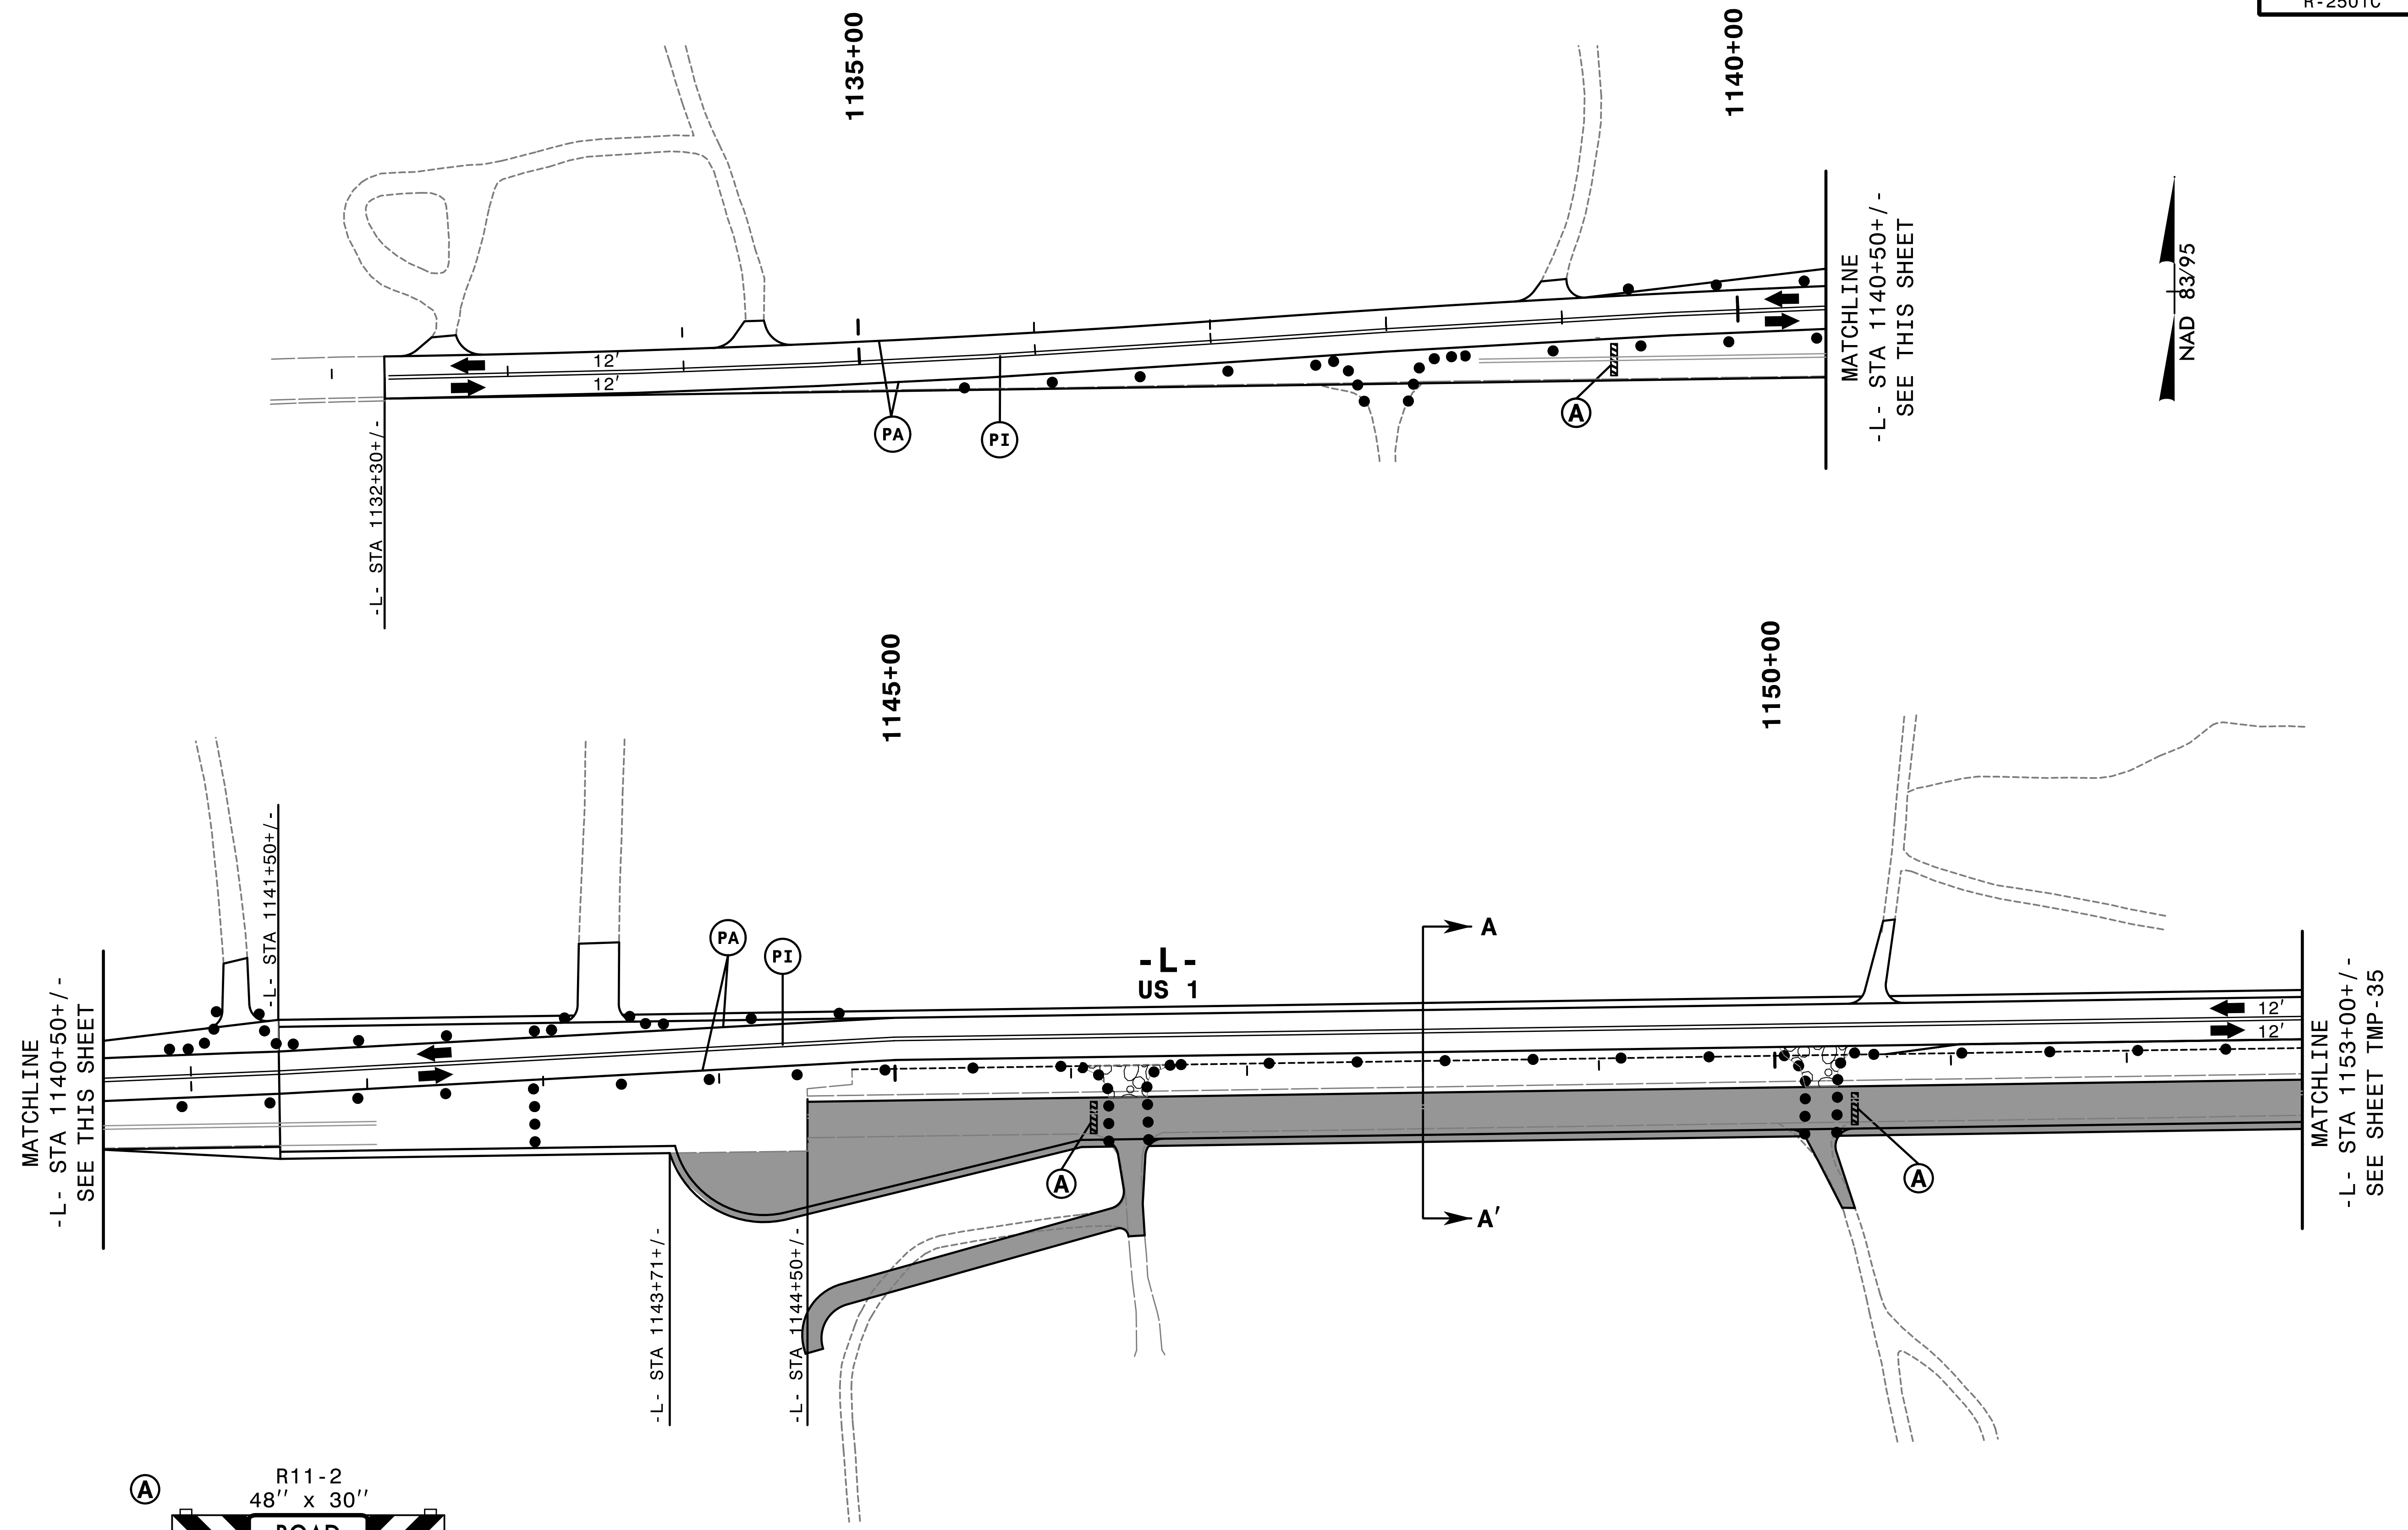 R-2501C
1135+00
1140+00
12'
12'
PA
PI
A
-L- STA 1132+30+/-
MATCHLINE
-L- STA 1140+50+/-
SEE THIS SHEET
NAD 83/95
1145+00
1150+00
MATCHLINE
-L- STA 1140+50+/-
SEE THIS SHEET
-L- STA 1141+50+/-
PA
PI
-L-
US 1
A
A'
12'
12'
A
A
-L- STA 1143+71+/-
-L- STA 1144+50+/-
MATCHLINE
-L- STA 1153+00+/-
SEE SHEET TMP-35
A
R11-2
48" x 30"
ROAD